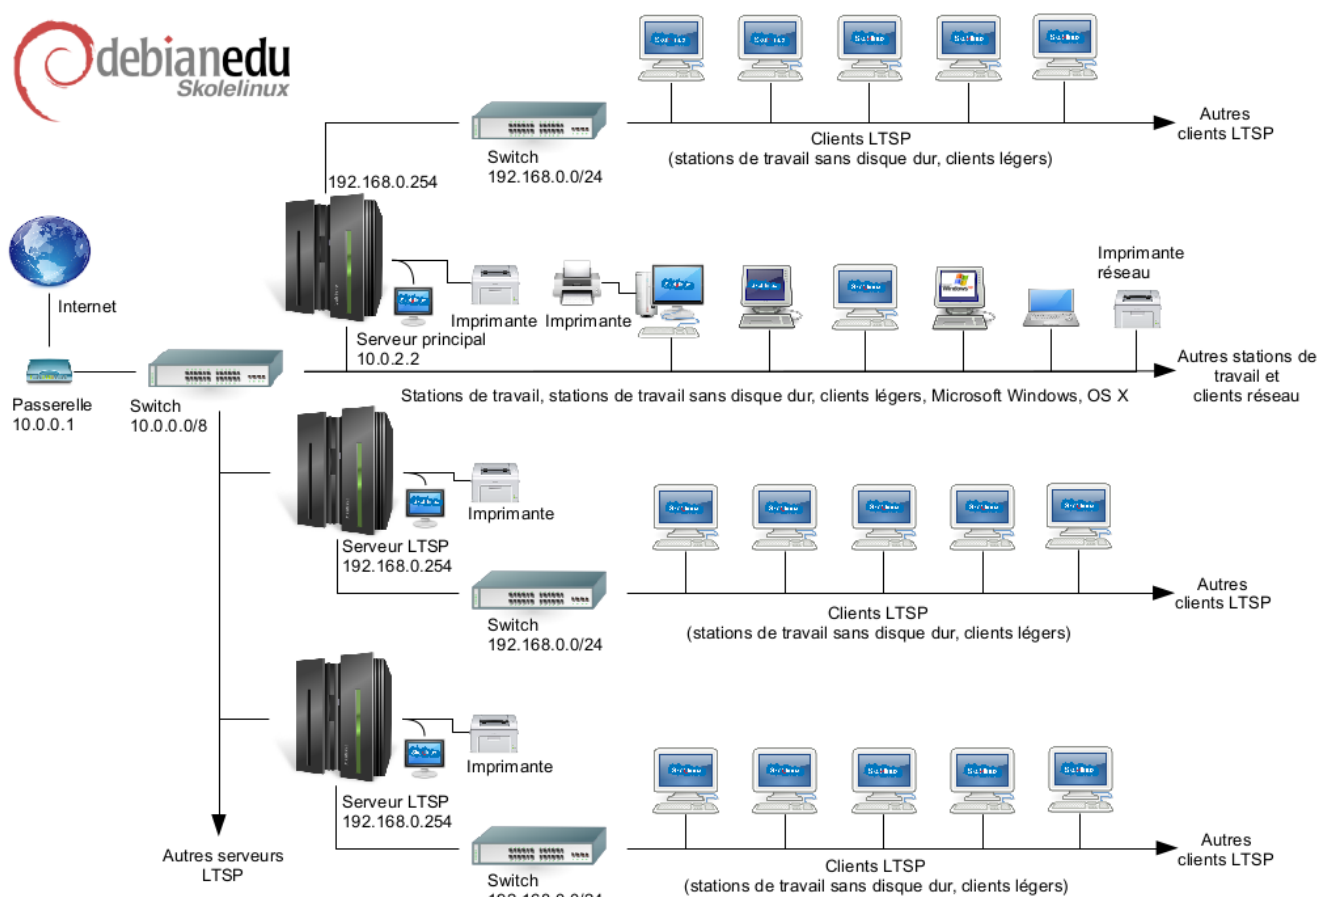 debianedu
Skolelinux
Autres
clients LTSP
Clients LTSP
(stations de travail sans disque dur, clients légers)
Switch
192.168.0.0/24
192.168.0.254
Internet
Imprimante
réseau
Imprimante
Imprimante
Serveur principal
10.0.2.2
Passerelle
10.0.0.1
Switch
10.0.0.0/8
Autres stations de
travail et
clients réseau
Stations de travail, stations de travail sans disque dur, clients légers, Microsoft Windows, OS X
Imprimante
Serveur LTSP
192.168.0.254
Autres
clients LTSP
Clients LTSP
(stations de travail sans disque dur, clients légers)
Switch
192.168.0.0/24
Imprimante
Serveur LTSP
192.168.0.254
Autres
clients LTSP
Autres serveurs
LTSP
Clients LTSP
(stations de travail sans disque dur, clients légers)
Switch